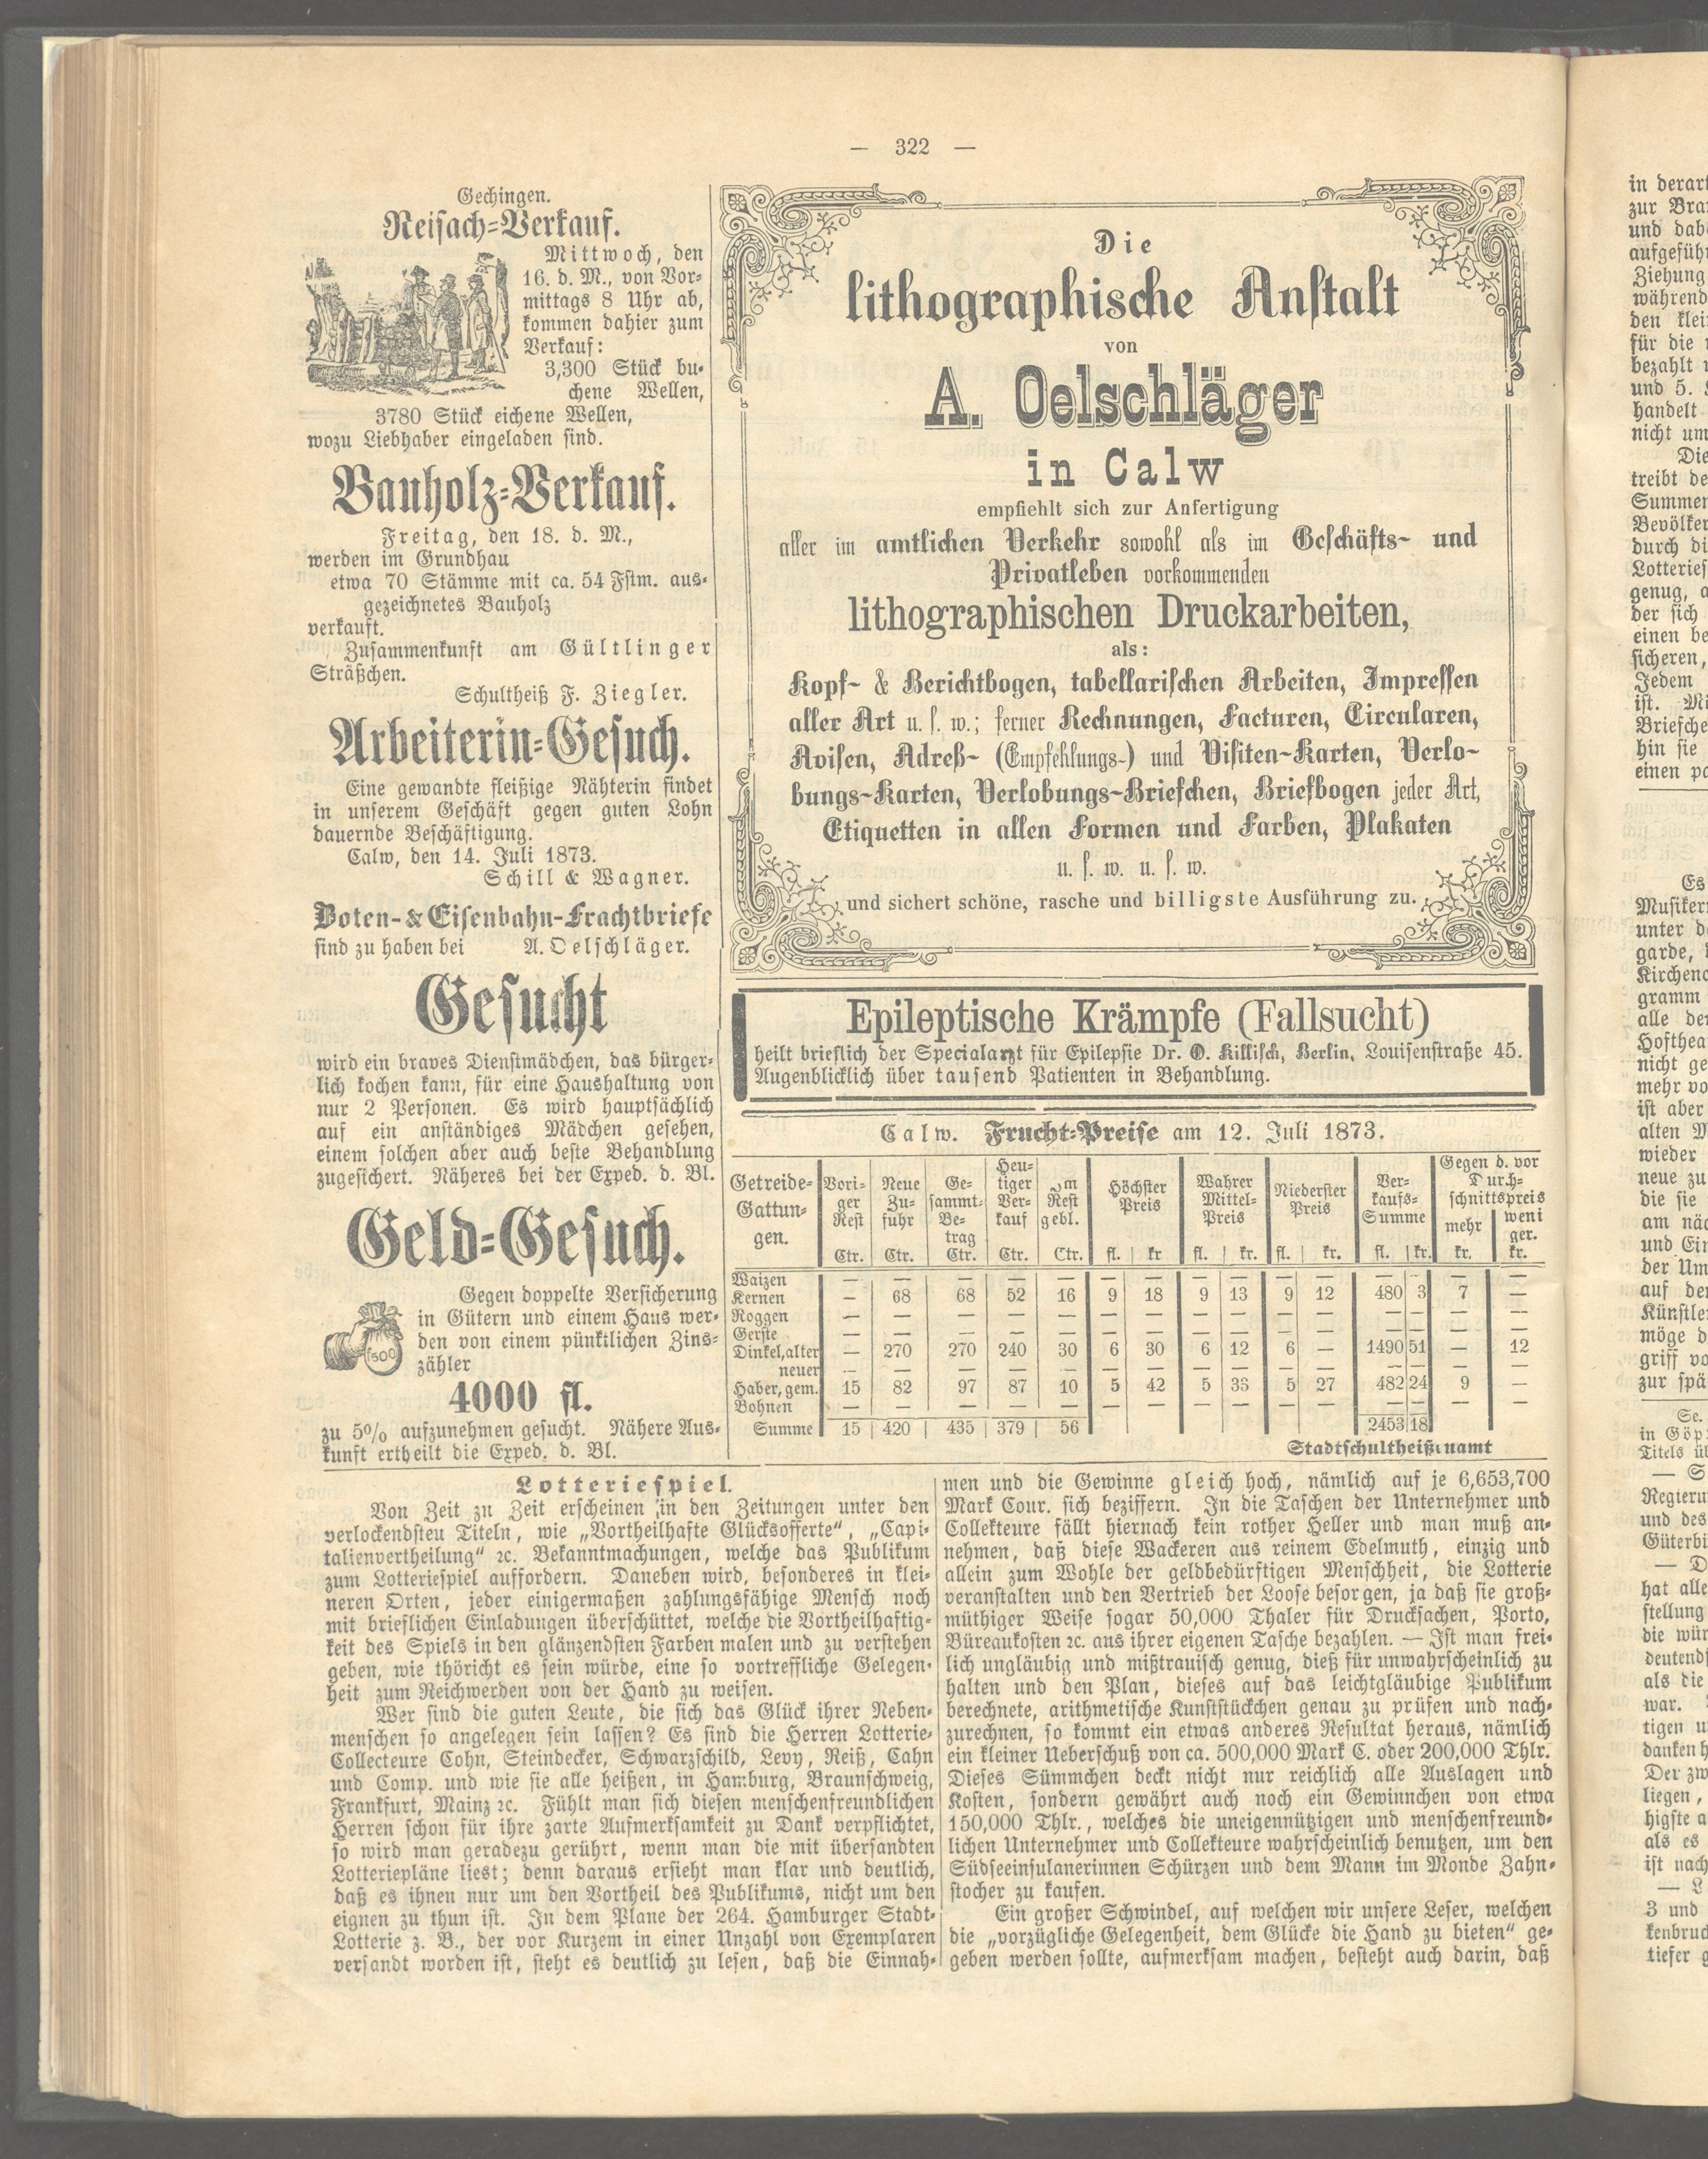 — 322 —
Gechingen.
Reisach-Verkauf.
Mittwoch, den
16. d. M., von Vor-
mittags 8 Uhr ab,
kommen dahier zum
Verkauf:
3,300 Stück bu-
chene Wellen,
3780 Stück eichene Wellen,
wozu Liebhaber eingeladen sind.
Bauholz-Verkauf.
Freitag, den 18. d. M.,
werden im Grundhau
etwa 70 Stämme mit ca. 54 Fstm. aus-
gezeichnetes Bauholz
verkauft.
Zusammenkunft am Gültlinger
Sträßchen.
Schultheiß F. Ziegler.
Arbeiterin-Gesuch.
Eine gewandte fleißige Nähterin findet
in unserem Geschäft gegen guten Lohn
dauernde Beschäftigung.
Calw, den 14. Juli 1873.
Schill & Wagner.
Boten- & Eisenbahn-Frachtbriefe
sind zu haben bei A. Oelschläger.
Gesucht
wird ein braves Dienstmädchen, das bürger-
lich kochen kann, für eine Haushaltung von
nur 2 Personen. Es wird hauptsächlich
auf ein anständiges Mädchen gesehen,
einem solchen aber auch beste Behandlung
zugesichert. Näheres bei der Exped. d. Bl.
Geld-Gesuch.
500
Gegen doppelte Versicherung
in Gütern und einem Haus wer-
den von einem pünktlichen Zins-
zähler
4000 fl.
zu 5% aufzunehmen gesucht. Nähere Aus-
kunft ertheilt die Exped. d. Bl.
Die
lithographische Anstalt
von
A. Oelschläger
in Calw
empfiehlt sich zur Anfertigung
aller im amtlichen Verkehr sowohl als im Geschäfts- und
Privatleben vorkommenden
lithographischen Druckarbeiten,
als:
Kopf- & Berichtbogen, tabellarischen Arbeiten, Impressen
aller Art u. s. w.; ferner Rechnungen, Facturen, Circularen,
Avisen, Adreß- (Empfehlungs-) und Visiten-Karten, Verlo-
bungs-Karten, Verlobungs-Briefchen, Briefbogen jeder Art,
Etiquetten in allen Formen und Farben, Plakaten
u. s. w. u. s. w.
und sichert schöne, rasche und billigste Ausführung zu.
Epileptische Krämpfe (Fallsucht)
heilt brieflich der Specialarzt für Epilepsie Dr. O. Killisch, Berlin, Louisenstraße 45.
Augenblicklich über tausend Patienten in Behandlung.
Calw. Frucht-Preise am 12. Juli 1873.
Getreide-Gattungen. Voriger Rest Neue Zufuhr Gesammt-Betrag Heutiger Verkauf Im Rest gebl. Höchster Preis Wahrer Mittel-Preis Niederster Preis Verkaufs-Summe Gegen d. vor Durchschnittspreis mehr weniger.
Ctr. Ctr. Ctr. Ctr. Ctr. fl. kr fl. kr. fl. kr. fl. kr. kr. kr.
Waizen — — — — — — — — — — — — — — —
Kernen — 68 68 52 16 9 18 9 13 9 12 480 3 7 —
Roggen — — — — — — — — — — — — — — —
Gerste — — — — — — — — — — — — — — —
Dinkel, alter — 270 270 240 30 6 30 6 12 6 — 1490 51 — 12
neuer — — — — — — — — — — — — — — —
Haber, gem. 15 82 97 87 10 5 42 5 33 5 27 482 24 9 —
Bohnen — — — — — — — — — — — — — — —
Summe 15 420 435 379 56 2453 18
Stadtschultheißenamt
Lotteriespiel.
Von Zeit zu Zeit erscheinen in den Zeitungen unter den
verlockendsten Titeln, wie „Vortheilhafte Glücksofferte“, „Capi-
talienvertheilung“ ꝛc. Bekanntmachungen, welche das Publikum
zum Lotteriespiel auffordern. Daneben wird, besonderes in klei-
neren Orten, jeder einigermaßen zahlungsfähige Mensch noch
mit brieflichen Einladungen überschüttet, welche die Vortheilhaftig-
keit des Spiels in den glänzendsten Farben malen und zu verstehen
geben, wie thöricht es sein würde, eine so vortreffliche Gelegen-
heit zum Reichwerden von der Hand zu weisen.
Wer sind die guten Leute, die sich das Glück ihrer Neben-
menschen so angelegen sein lassen? Es sind die Herren Lotterie-
Collecteure Cohn, Steindecker, Schwarzschild, Levy, Reiß, Cahn
und Comp. und wie sie alle heißen, in Hamburg, Braunschweig,
Frankfurt, Mainz ꝛc. Fühlt man sich diesen menschenfreundlichen
Herren schon für ihre zarte Aufmerksamkeit zu Dank verpflichtet,
so wird man geradezu gerührt, wenn man die mit übersandten
Lotteriepläne liest; denn daraus ersieht man klar und deutlich,
daß es ihnen nur um den Vortheil des Publikums, nicht um den
eignen zu thun ist. In dem Plane der 264. Hamburger Stadt-
Lotterie z. B., der vor Kurzem in einer Unzahl von Exemplaren
versandt worden ist, steht es deutlich zu lesen, daß die Einnah-
men und die Gewinne gleich hoch, nämlich auf je 6,653,700
Mark Cour. sich beziffern. In die Taschen der Unternehmer und
Collekteure fällt hiernach kein rother Heller und man muß an-
nehmen, daß diese Wackeren aus reinem Edelmuth, einzig und
allein zum Wohle der geldbedürftigen Menschheit, die Lotterie
veranstalten und den Vertrieb der Loose besorgen, ja daß sie groß-
müthiger Weise sogar 50,000 Thaler für Drucksachen, Porto,
Büreaukosten ꝛc. aus ihrer eigenen Tasche bezahlen. — Ist man frei-
lich ungläubig und mißtrauisch genug, dieß für unwahrscheinlich zu
halten und den Plan, dieses auf das leichtgläubige Publikum
berechnete, arithmetische Kunststückchen genau zu prüfen und nach-
zurechnen, so kommt ein etwas anderes Resultat heraus, nämlich
ein kleiner Ueberschuß von ca. 500,000 Mark C. oder 200,000 Thlr.
Dieses Sümmchen deckt nicht nur reichlich alle Auslagen und
Kosten, sondern gewährt auch noch ein Gewinnchen von etwa
150,000 Thlr., welches die uneigennützigen und menschenfreund-
lichen Unternehmer und Collekteure wahrscheinlich benutzen, um den
Südseeinsulanerinnen Schürzen und dem Mann im Monde Zahn-
stocher zu kaufen.
Ein großer Schwindel, auf welchen wir unsere Leser, welchen
die „vorzügliche Gelegenheit, dem Glücke die Hand zu bieten“ ge-
geben werden sollte, aufmerksam machen, besteht auch darin, daß